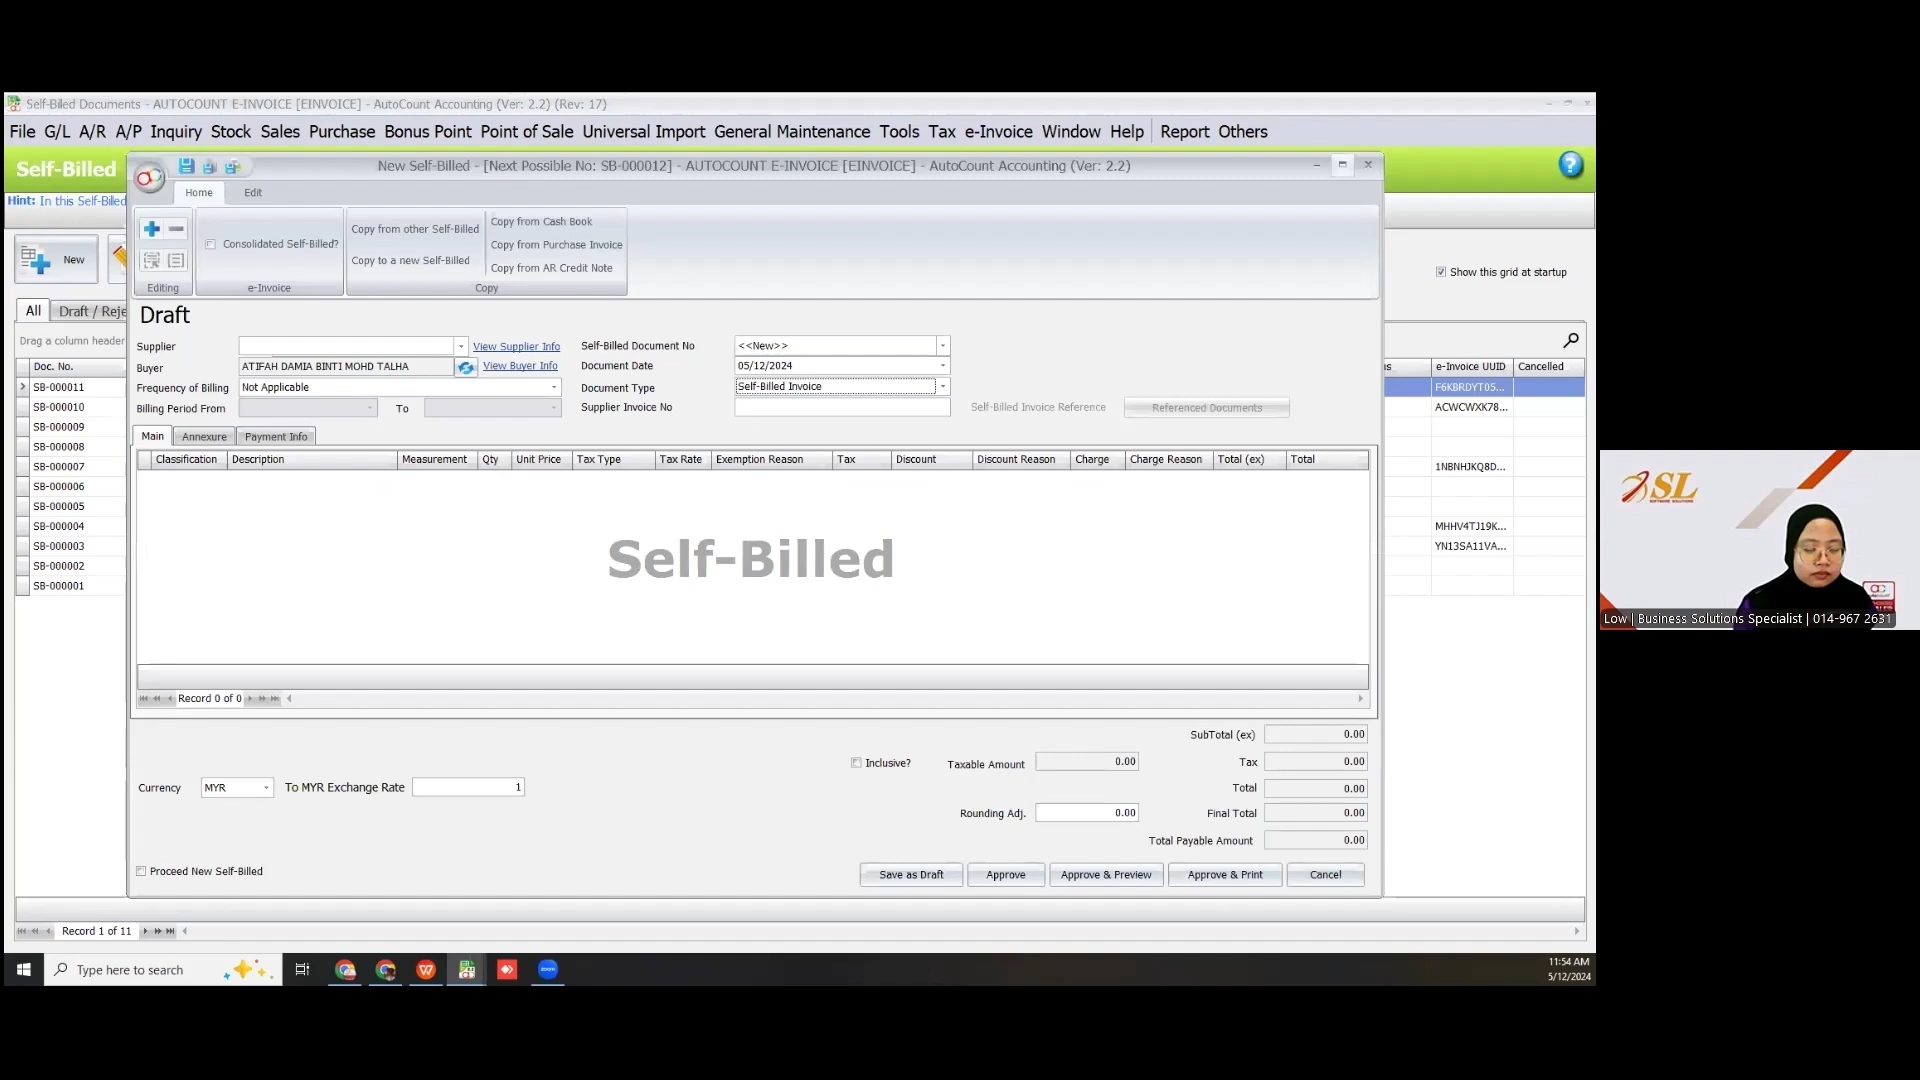 Self-Billed Documents - AUTOCOUNT E-INVOICE [EINVOICE] - AutoCount Accounting (Ver: 2.2) (Rev: 17)
File G/L A/R A/P Inquiry Stock Sales Purchase Bonus Point Point of Sale Universal Import General Maintenance Tools Tax e-Invoice Window Help Report Others
Self-Billed
Hint: In this Self-Billed
New
Show this grid at startup
All Draft / Reje
Drag a column header
Doc. No.
SB-000011
SB-000010
SB-000009
SB-000008
SB-000007
SB-000006
SB-000005
SB-000004
SB-000003
SB-000002
SB-000001
New Self-Billed - [Next Possible No: SB-000012] - AUTOCOUNT E-INVOICE [EINVOICE] - AutoCount Accounting (Ver: 2.2)
Home Edit
Consolidated Self-Billed?
Copy from other Self-Billed
Copy to a new Self-Billed
Copy from Cash Book
Copy from Purchase Invoice
Copy from AR Credit Note
Editing e-Invoice Copy
Draft
Supplier View Supplier Info Self-Billed Document No <<New>>
Buyer ATIFAH DAMIA BINTI MOHD TALHA View Buyer Info Document Date 05/12/2024
Frequency of Billing Not Applicable Document Type Self-Billed Invoice
Billing Period From To Supplier Invoice No Self-Billed Invoice Reference Referenced Documents
Main Annexure Payment Info
Classification Description Measurement Qty Unit Price Tax Type Tax Rate Exemption Reason Tax Discount Discount Reason Charge Charge Reason Total (ex) Total
Self-Billed
Record 0 of 0
SubTotal (ex) 0.00
Inclusive? Taxable Amount 0.00 Tax 0.00
Currency MYR To MYR Exchange Rate 1 Total 0.00
Rounding Adj. 0.00 Final Total 0.00
Total Payable Amount 0.00
Proceed New Self-Billed Save as Draft Approve Approve & Preview Approve & Print Cancel
e-Invoice UUID Cancelled
F6KBRDYT05...
ACWCWXK78...
1NBNHJKQ8D...
MHHV4TJ19K...
YN13SA11VA...
Record 1 of 11
Type here to search
11:54 AM
5/12/2024
SL
SOFTWARE SOLUTIONS
Low | Business Solutions Specialist | 014-967 2631